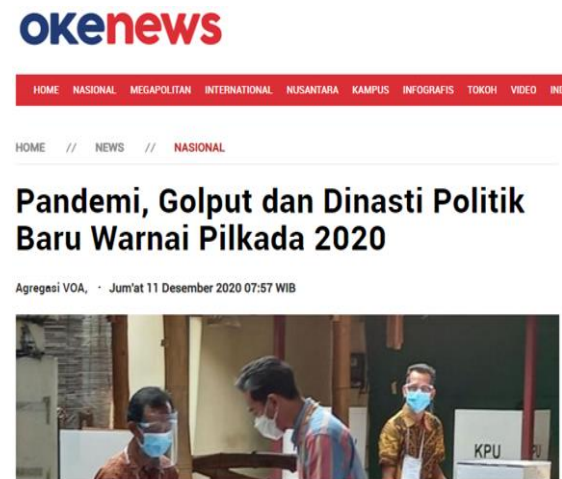 okenews
HOME NASIONAL MEGAPOLITAN INTERNATIONAL NUSANTARA KAMPUS INFOGRAFIS TOKOH VIDEO
HOME // NEWS // NASIONAL
Pandemi, Golput dan Dinasti Politik
Baru Warnai Pilkada 2020
Agregasi VOA, · Jum'at 11 Desember 2020 07:57 WIB
KPU